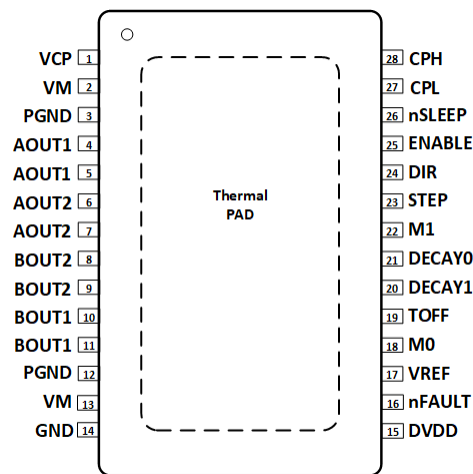 VCP 1 28 CPH
VM 2 27 CPL
PGND 3 26 nSLEEP
AOUT1 4 25 ENABLE
AOUT1 5 24 DIR
AOUT2 6 23 STEP
AOUT2 7 22 M1
BOUT2 8 21 DECAY0
BOUT2 9 20 DECAY1
BOUT1 10 19 TOFF
BOUT1 11 18 M0
PGND 12 17 VREF
VM 13 16 nFAULT
GND 14 15 DVDD
Thermal
PAD